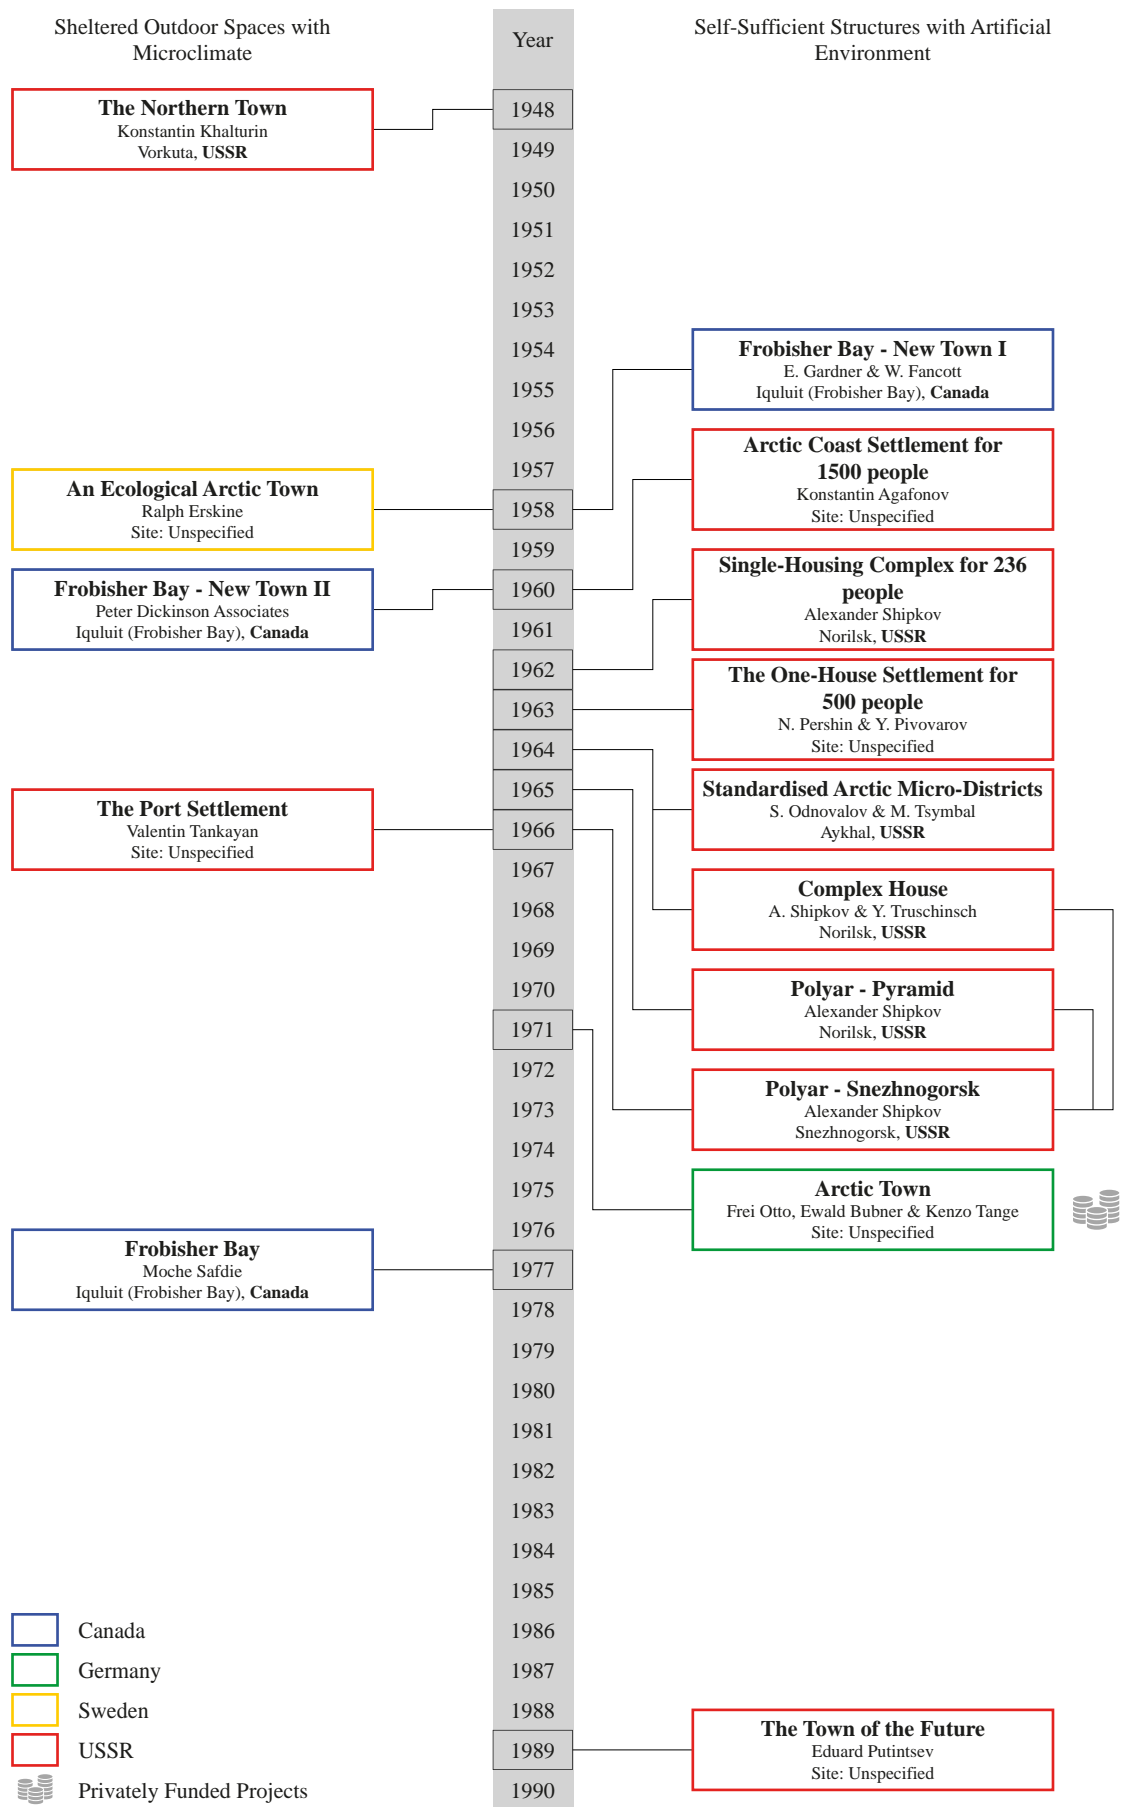 Sheltered Outdoor Spaces with
Microclimate
Year
Self-Sufficient Structures with Artificial
Environment
The Northern Town
Konstantin Khalturin
Vorkuta, USSR
An Ecological Arctic Town
Ralph Erskine
Site: Unspecified
Frobisher Bay - New Town II
Peter Dickinson Associates
Iquluit (Frobisher Bay), Canada
The Port Settlement
Valentin Tankayan
Site: Unspecified
Frobisher Bay
Moche Safdie
Iquluit (Frobisher Bay), Canada
1948
1949
1950
1951
1952
1953
1954
1955
1956
1957
1958
1959
1960
1961
1962
1963
1964
1965
1966
1967
1968
1969
1970
1971
1972
1973
1974
1975
1976
1977
1978
1979
1980
1981
1982
1983
1984
1985
1986
1987
1988
1989
1990
Frobisher Bay - New Town I
E. Gardner & W. Fancott
Iquluit (Frobisher Bay), Canada
Arctic Coast Settlement for
1500 people
Konstantin Agafonov
Site: Unspecified
Single-Housing Complex for 236
people
Alexander Shipkov
Norilsk, USSR
The One-House Settlement for
500 people
N. Pershin & Y. Pivovarov
Site: Unspecified
Standardised Arctic Micro-Districts
S. Odnovalov & M. Tsymbal
Aykhal, USSR
Complex House
A. Shipkov & Y. Truschinsch
Norilsk, USSR
Polyar - Pyramid
Alexander Shipkov
Norilsk, USSR
Polyar - Snezhnogorsk
Alexander Shipkov
Snezhnogorsk, USSR
Arctic Town
Frei Otto, Ewald Bubner & Kenzo Tange
Site: Unspecified
The Town of the Future
Eduard Putintsev
Site: Unspecified
Canada
Germany
Sweden
USSR
Privately Funded Projects